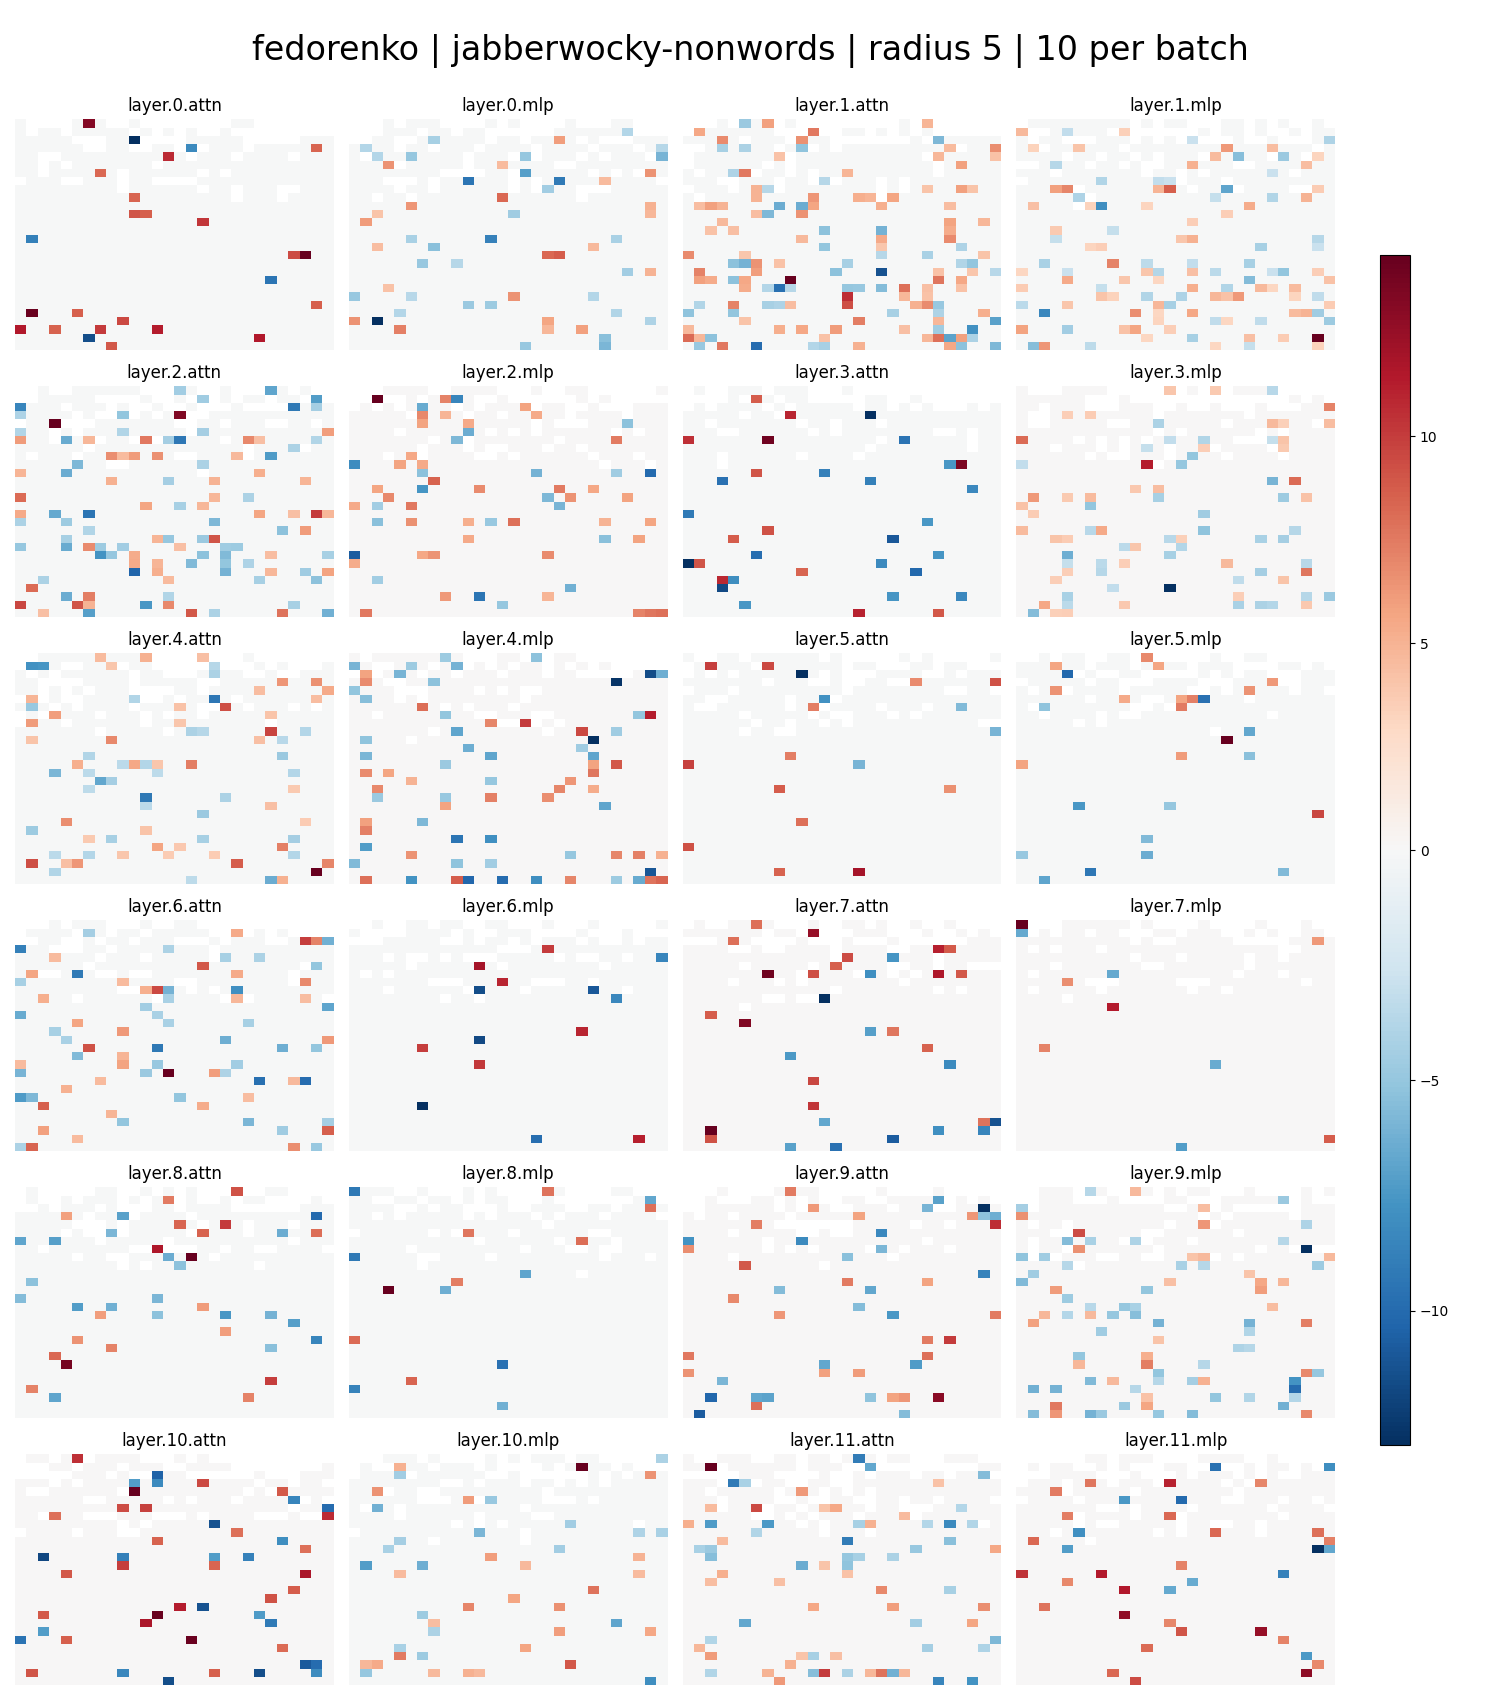 fedorenko | jabberwocky-nonwords | radius 5 | 10 per batch
layer.0.attn
layer.0.mlp
layer.1.attn
layer.1.mlp
layer.2.attn
layer.2.mlp
layer.3.attn
layer.3.mlp
layer.4.attn
layer.4.mlp
layer.5.attn
layer.5.mlp
layer.6.attn
layer.6.mlp
layer.7.attn
layer.7.mlp
layer.8.attn
layer.8.mlp
layer.9.attn
layer.9.mlp
layer.10.attn
layer.10.mlp
layer.11.attn
layer.11.mlp
10
5
0
−5
−10